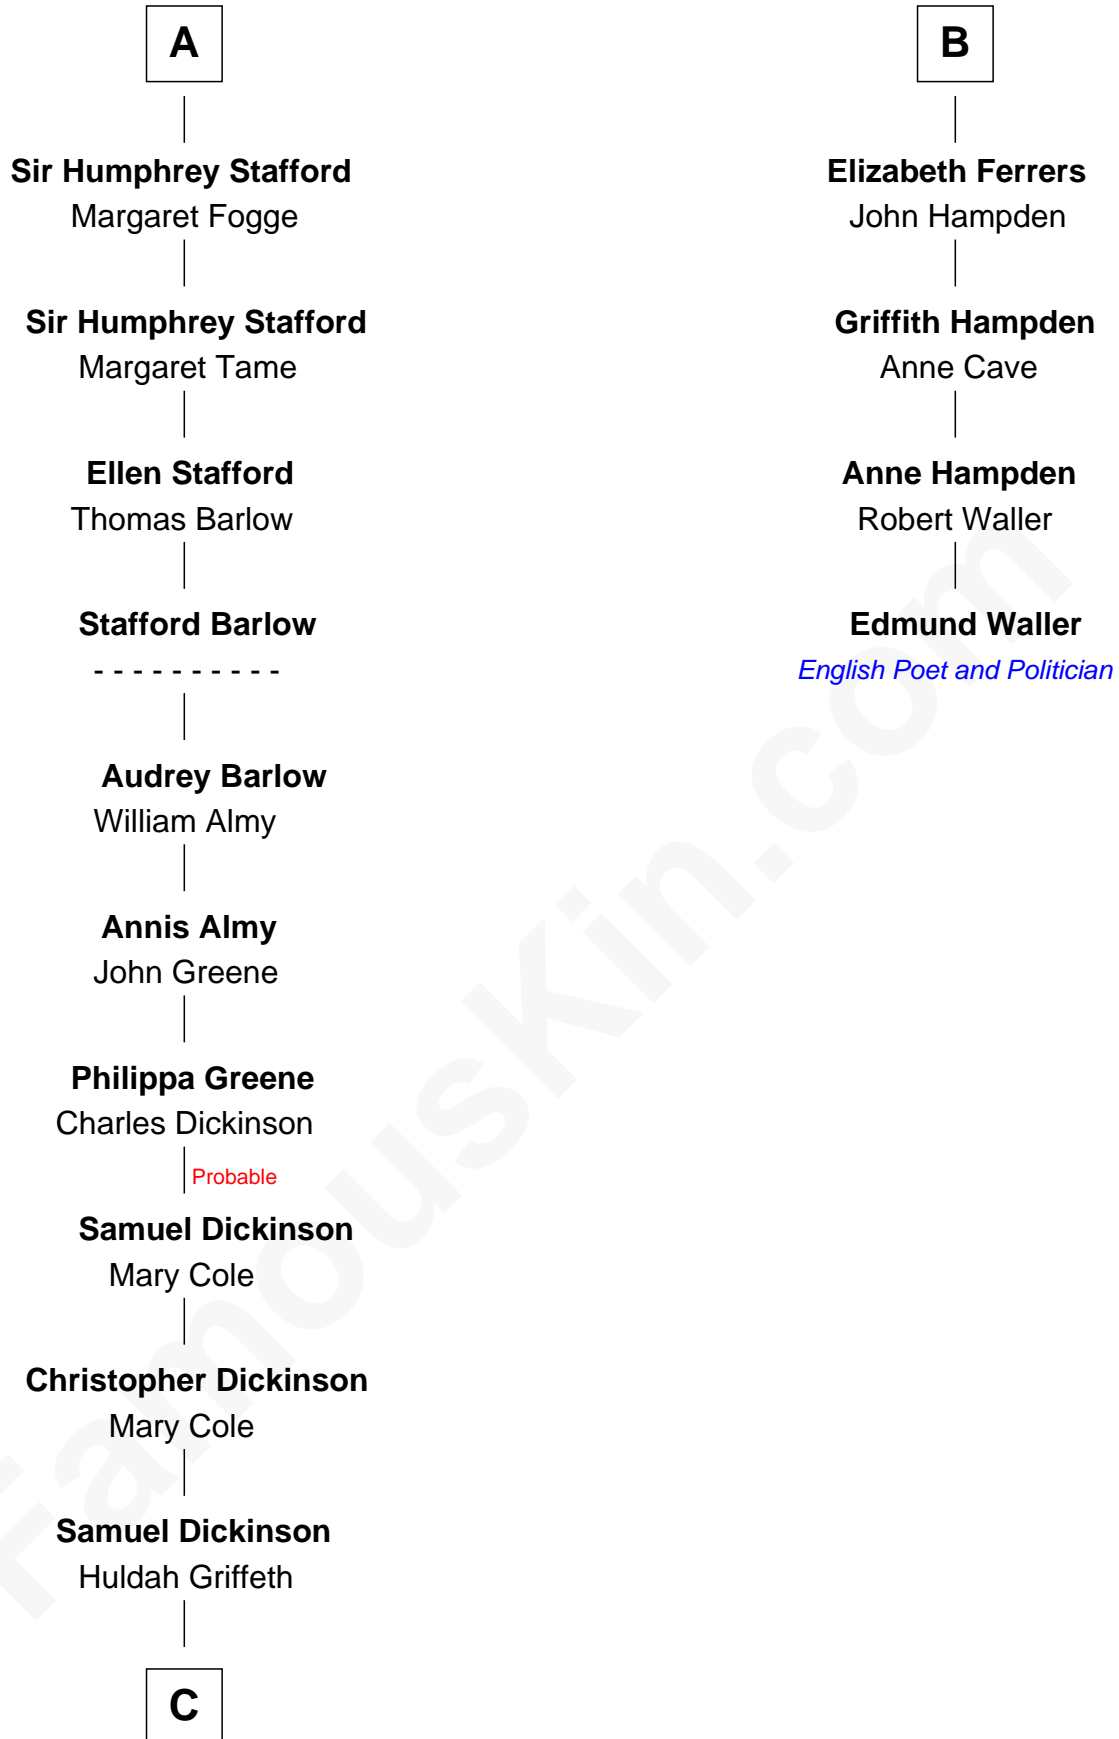 A
Sir Humphrey Stafford
Margaret Fogge
Sir Humphrey Stafford
Margaret Tame
Ellen Stafford
Thomas Barlow
Stafford Barlow
- - - - - - - - - -
Audrey Barlow
William Almy
Annis Almy
John Greene
Philippa Greene
Charles Dickinson
Probable
Samuel Dickinson
Mary Cole
Christopher Dickinson
Mary Cole
Samuel Dickinson
Huldah Griffeth
C
B
Elizabeth Ferrers
John Hampden
Griffith Hampden
Anne Cave
Anne Hampden
Robert Waller
Edmund Waller
English Poet and Politician
FamousKin.com